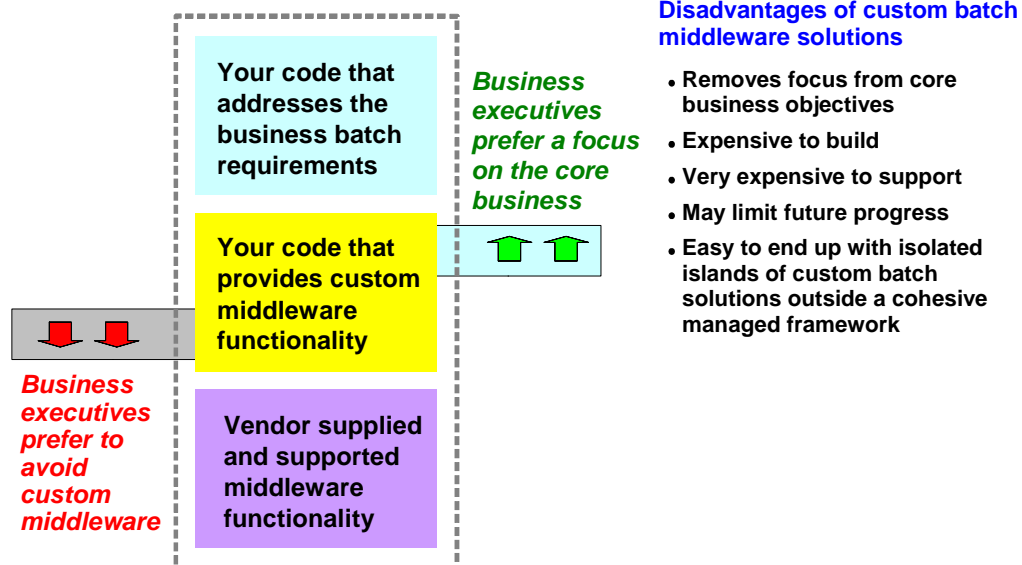 Your code that
addresses the
business batch
requirements
Business
executives
prefer a focus
on the core
business
Your code that
provides custom
middleware
functionality
Business
executives
prefer to
avoid
custom
middleware
Vendor supplied
and supported
middleware
functionality
Disadvantages of custom batch
middleware solutions
• Removes focus from core
business objectives
• Expensive to build
• Very expensive to support
• May limit future progress
• Easy to end up with isolated
islands of custom batch
solutions outside a cohesive
managed framework